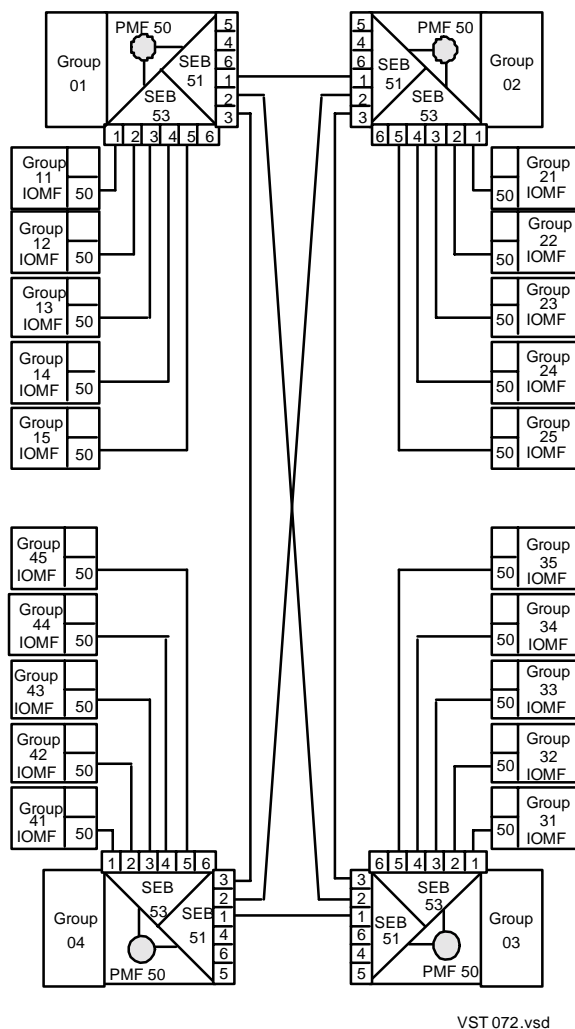 PMF 50
5
4
6
1
2
3
Group
01
SEB
51
SEB
53
1 2 3 4 5 6
5
4
6
1
2
3
PMF 50
SEB
51
SEB
53
Group
02
6 5 4 3 2 1
Group
11
IOMF 50
Group
12
IOMF 50
Group
13
IOMF 50
Group
14
IOMF 50
Group
15
IOMF 50
Group
21
50 IOMF
Group
22
50 IOMF
Group
23
50 IOMF
Group
24
50 IOMF
Group
25
50 IOMF
Group
45
IOMF 50
Group
44
IOMF 50
Group
43
IOMF 50
Group
42
IOMF 50
Group
41
IOMF 50
Group
35
50 IOMF
Group
34
50 IOMF
Group
33
50 IOMF
Group
32
50 IOMF
Group
31
50 IOMF
1 2 3 4 5 6
SEB
53
SEB
51
Group
04
PMF 50
3
2
1
4
6
5
6 5 4 3 2 1
3
2
1
6
4
5
SEB
53
SEB
51
Group
03
PMF 50
VST 072.vsd